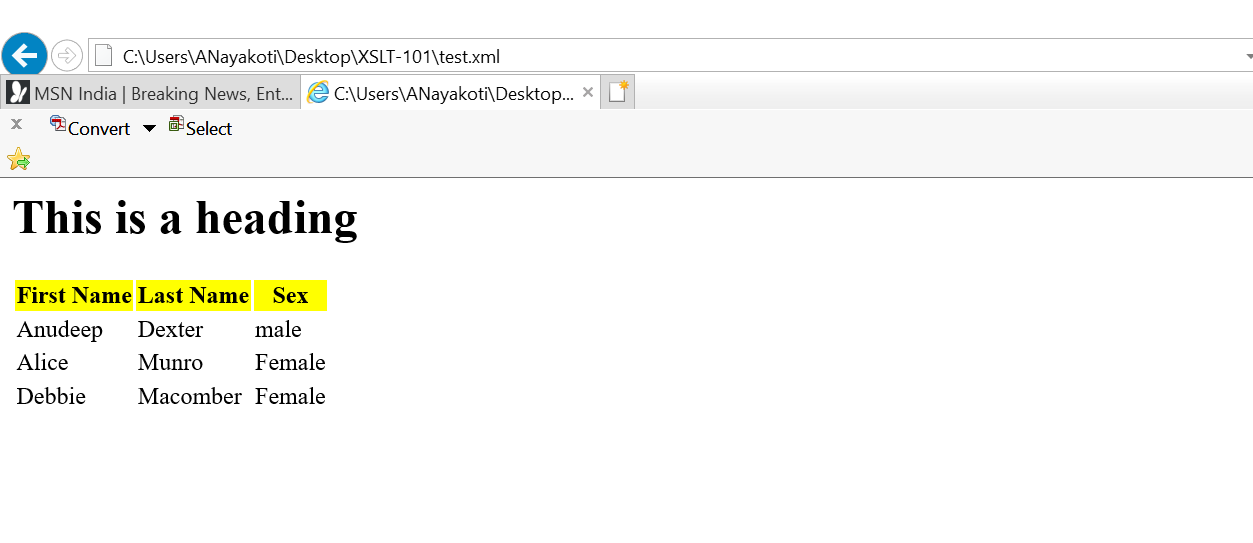 C:\Users\ANayakoti\Desktop\XSLT-101\test.xml
MSN India | Breaking News, Ent... C:\Users\ANayakoti\Desktop...
Convert Select
This is a heading
First Name Last Name Sex
Anudeep Dexter male
Alice Munro Female
Debbie Macomber Female